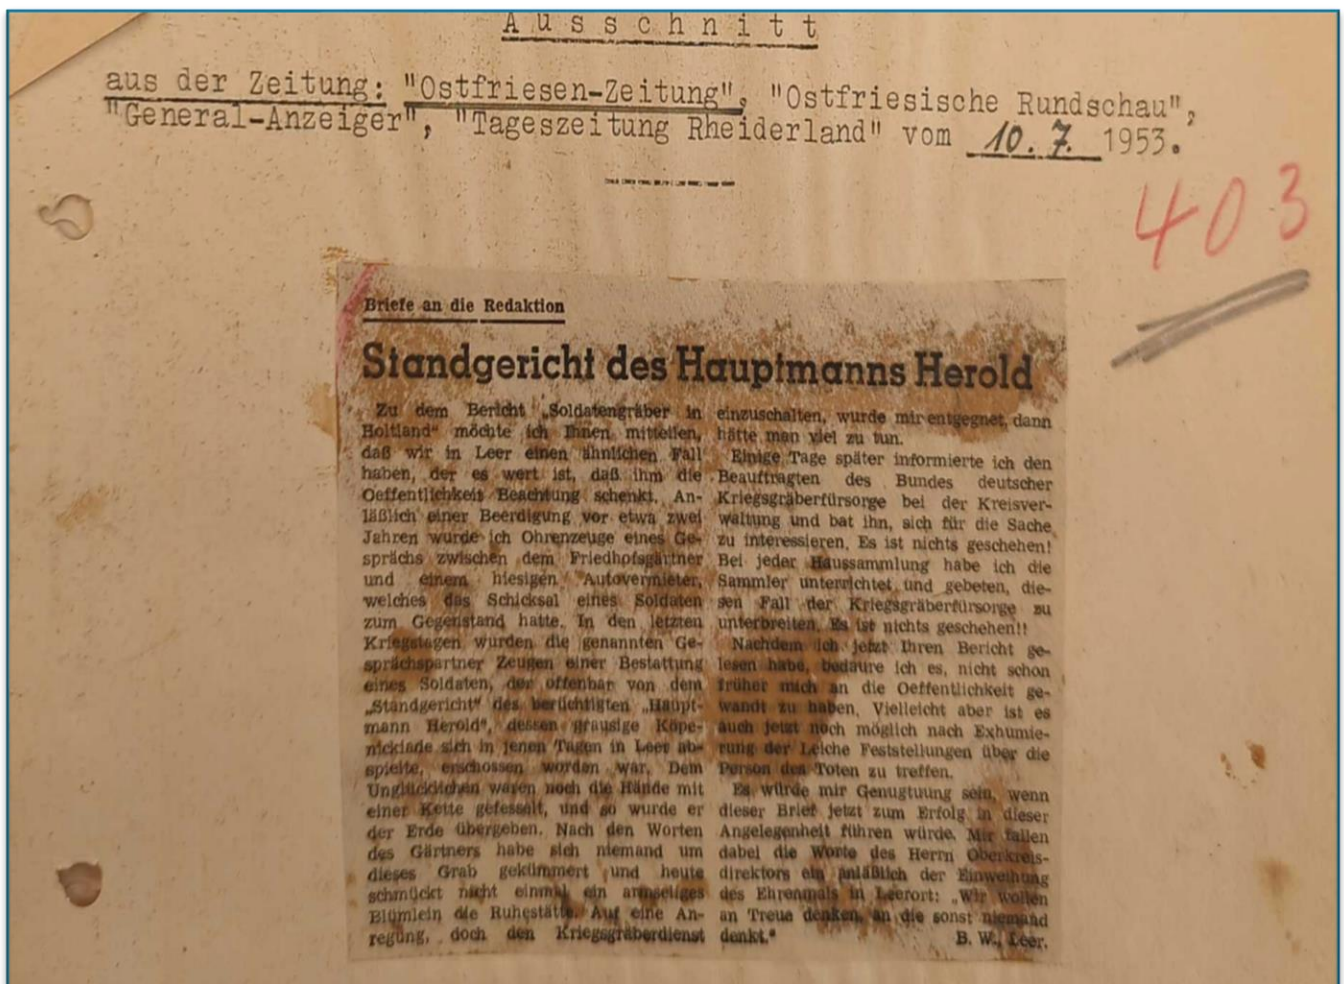 Ausschnitt
aus der Zeitung: "Ostfriesen-Zeitung", "Ostfriesische Rundschau",
"General-Anzeiger", "Tageszeitung Rheiderland" vom 10. 7. 1953.
403
Briefe an die Redaktion
Standgericht des Hauptmanns Herold
Zu dem Bericht „Soldatengräber in
Holtland“ möchte ich Ihnen mitteilen,
daß wir in Leer einen ähnlichen Fall
haben, der es wert ist, daß ihm die
Oeffentlichkeit Beachtung schenkt. An-
läßlich einer Beerdigung vor etwa zwei
Jahren wurde ich Ohrenzeuge eines Ge-
sprächs zwischen dem Friedhofsgärtner
und einem hiesigen Autovermieter,
welches das Schicksal eines Soldaten
zum Gegenstand hatte. In den letzten
Kriegstagen wurden die genannten Ge-
sprächspartner Zeugen einer Bestattung
eines Soldaten, der offenbar von dem
„Standgericht“ des berüchtigten „Haupt-
mann Herold“, dessen grausige Köpe-
nickiade sich in jenen Tagen in Leer ab-
spielte, erschossen worden war. Dem
Unglücklichen waren noch die Hände mit
einer Kette gefesselt, und so wurde er
der Erde übergeben. Nach den Worten
des Gärtners habe sich niemand um
dieses Grab gekümmert und heute
schmückt nicht einmal ein armseliges
Blümlein die Ruhestätte. Auf eine An-
regung, doch den Kriegsgräberdienst
einzuschalten, wurde mir entgegnet, dann
hätte man viel zu tun.
Einige Tage später informierte ich den
Beauftragten des Bundes deutscher
Kriegsgräberfürsorge bei der Kreisver-
waltung und bat ihn, sich für die Sache
zu interessieren. Es ist nichts geschehen!
Bei jeder Haussammlung habe ich die
Sammler unterrichtet und gebeten, die-
sen Fall der Kriegsgräberfürsorge zu
unterbreiten. Es ist nichts geschehen!!
Nachdem ich jetzt Ihren Bericht ge-
lesen habe, bedaure ich es, nicht schon
früher mich an die Oeffentlichkeit ge-
wandt zu haben. Vielleicht aber ist es
auch jetzt noch möglich nach Exhumie-
rung der Leiche Feststellungen über die
Person des Toten zu treffen.
Es würde mir Genugtuung sein, wenn
dieser Brief jetzt zum Erfolg in dieser
Angelegenheit führen würde. Mir fallen
dabei die Worte des Herrn Oberkreis-
direktors ein anläßlich der Einweihung
des Ehrenmals in Leerort: „Wir wollen
an Treue denken, an die sonst niemand
denkt.“
B. W., Leer.